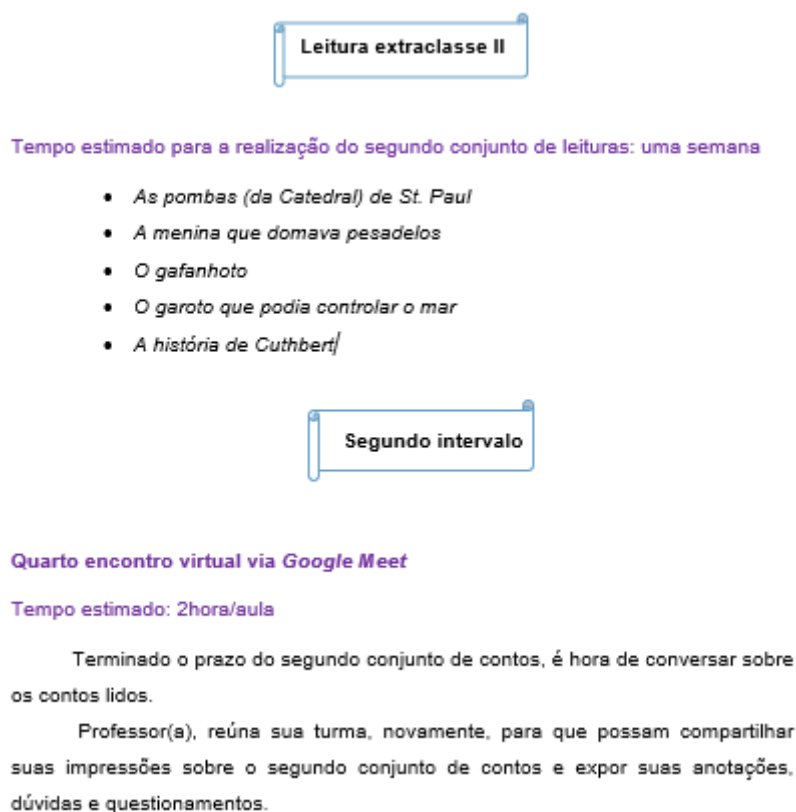 Leitura extraclasse II
Tempo estimado para a realização do segundo conjunto de leituras: uma semana
• As pombas (da Catedral) de St. Paul
• A menina que domava pesadelos
• O gafanhoto
• O garoto que podia controlar o mar
• A história de Cuthbert
Segundo intervalo
Quarto encontro virtual via Google Meet
Tempo estimado: 2hora/aula
Terminado o prazo do segundo conjunto de contos, é hora de conversar sobre
os contos lidos.
Professor(a), reúna sua turma, novamente, para que possam compartilhar
suas impressões sobre o segundo conjunto de contos e expor suas anotações,
dúvidas e questionamentos.